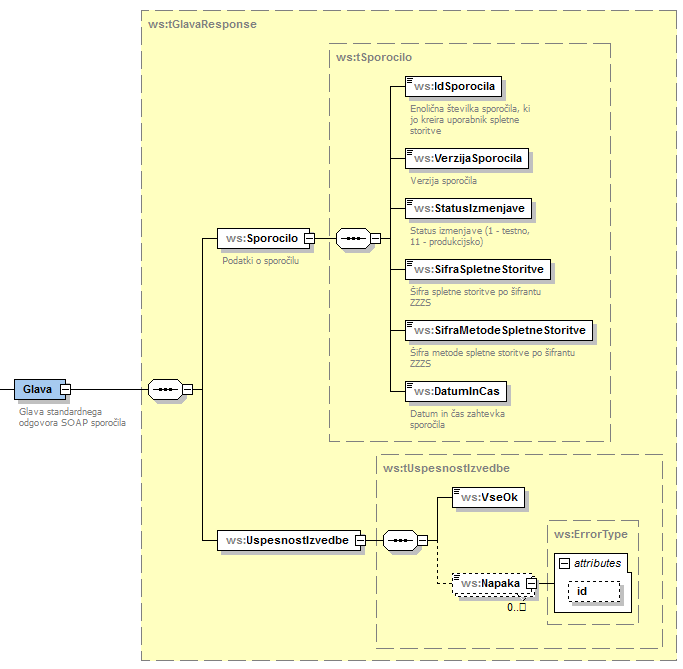 ws:tGlavaResponse
ws:tSporocilo
ws:IdSporocila
Enolična številka sporočila, ki
jo kreira uporabnik spletne
storitve
ws:VerzijaSporocila
Verzija sporočila
ws:StatusIzmenjave
Status izmenjave (1 - testno,
11 - produkcijsko)
ws:Sporocilo
Podatki o sporočilu
ws:SifraSpletneStoritve
Šifra spletne storitve po šifrantu
ZZZS
ws:SifraMetodeSpletneStoritve
Šifra metode spletne storitve po šifrantu
ZZZS
Glava
Glava standardnega
odgovora SOAP sporočila
ws:DatumInCas
Datum in čas zahtevka
sporočila
ws:tUspesnostIzvedbe
ws:VseOk
ws:UspesnostIzvedbe
ws:ErrorType
attributes
ws:Napaka
id
0..